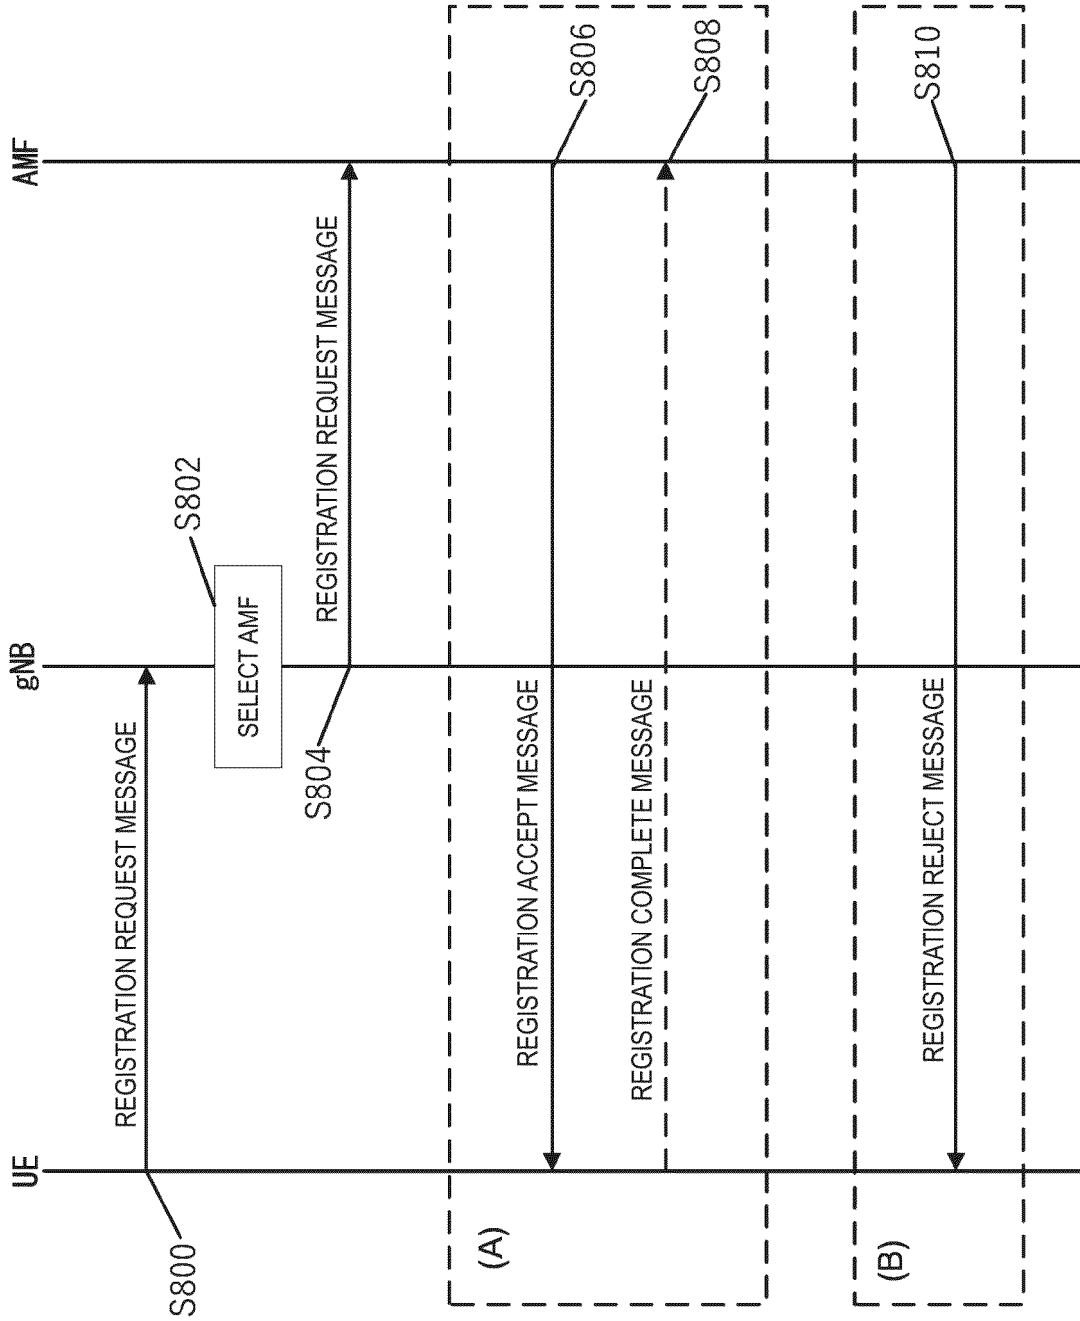 UE
gNB
AMF
S800
REGISTRATION REQUEST MESSAGE
SELECT AMF
S802
S804
REGISTRATION REQUEST MESSAGE
(A)
REGISTRATION ACCEPT MESSAGE
S806
REGISTRATION COMPLETE MESSAGE
S808
(B)
REGISTRATION REJECT MESSAGE
S810